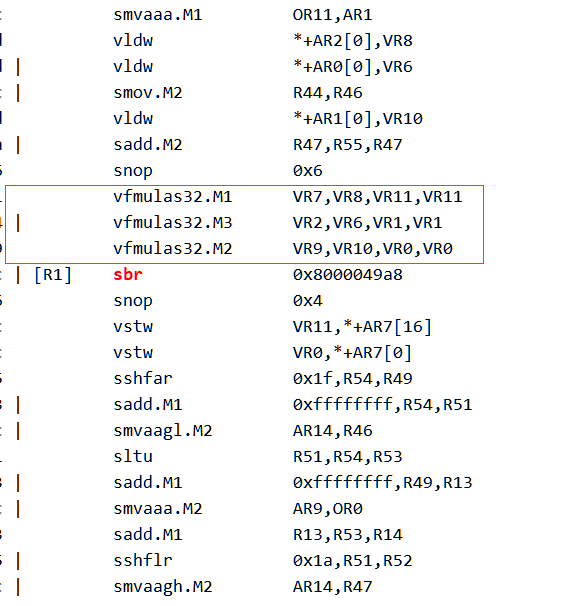 smvaaa.M1 OR11,AR1
vldw *+AR2[0],VR8
| vldw *+AR0[0],VR6
| smov.M2 R44,R46
vldw *+AR1[0],VR10
| sadd.M2 R47,R55,R47
snop 0x6
vfmulas32.M1 VR7,VR8,VR11,VR11
| vfmulas32.M3 VR2,VR6,VR1,VR1
vfmulas32.M2 VR9,VR10,VR0,VR0
| [R1] sbr 0x8000049a8
snop 0x4
vstw VR11,*+AR7[16]
vstw VR0,*+AR7[0]
sshfar 0x1f,R54,R49
| sadd.M1 0xffffffff,R54,R51
| smvaagl.M2 AR14,R46
sltu R51,R54,R53
| sadd.M1 0xffffffff,R49,R13
| smvaaa.M2 AR9,OR0
sadd.M1 R13,R53,R14
| sshflr 0x1a,R51,R52
| smvaagh.M2 AR14,R47